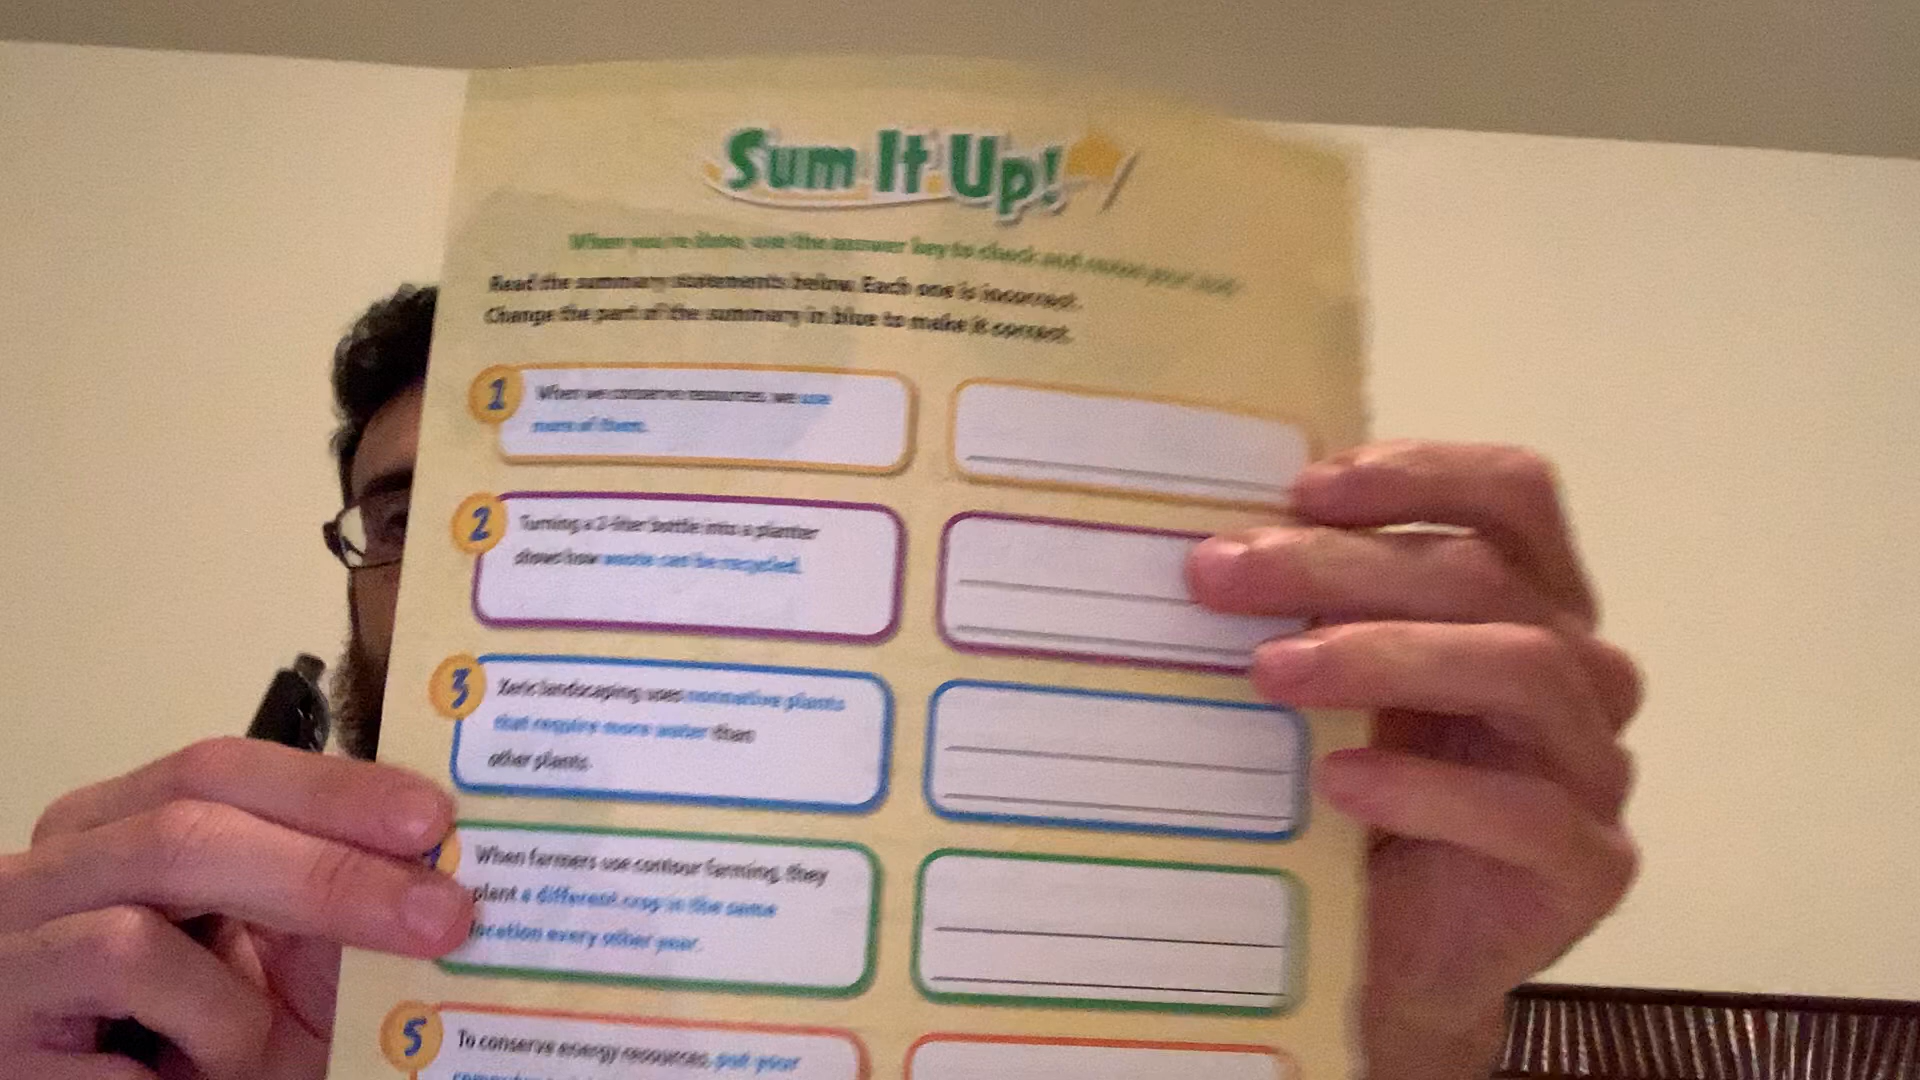 Sum It Up!
When you're done, use the answer key to check and revise your
Read the summary statements below. Each one is incorrect.
Change the part of the summary in blue to make it correct.
1
When we conserve resources, we use
more of them.
2
Turning a 2-liter bottle into a planter
shows how waste can be recycled.
3
Xeric landscaping uses nonnative plants
that require more water than
other plants.
When farmers use contour farming, they
plant a different crop in the same
location every other year.
5
To conserve energy resources, put your